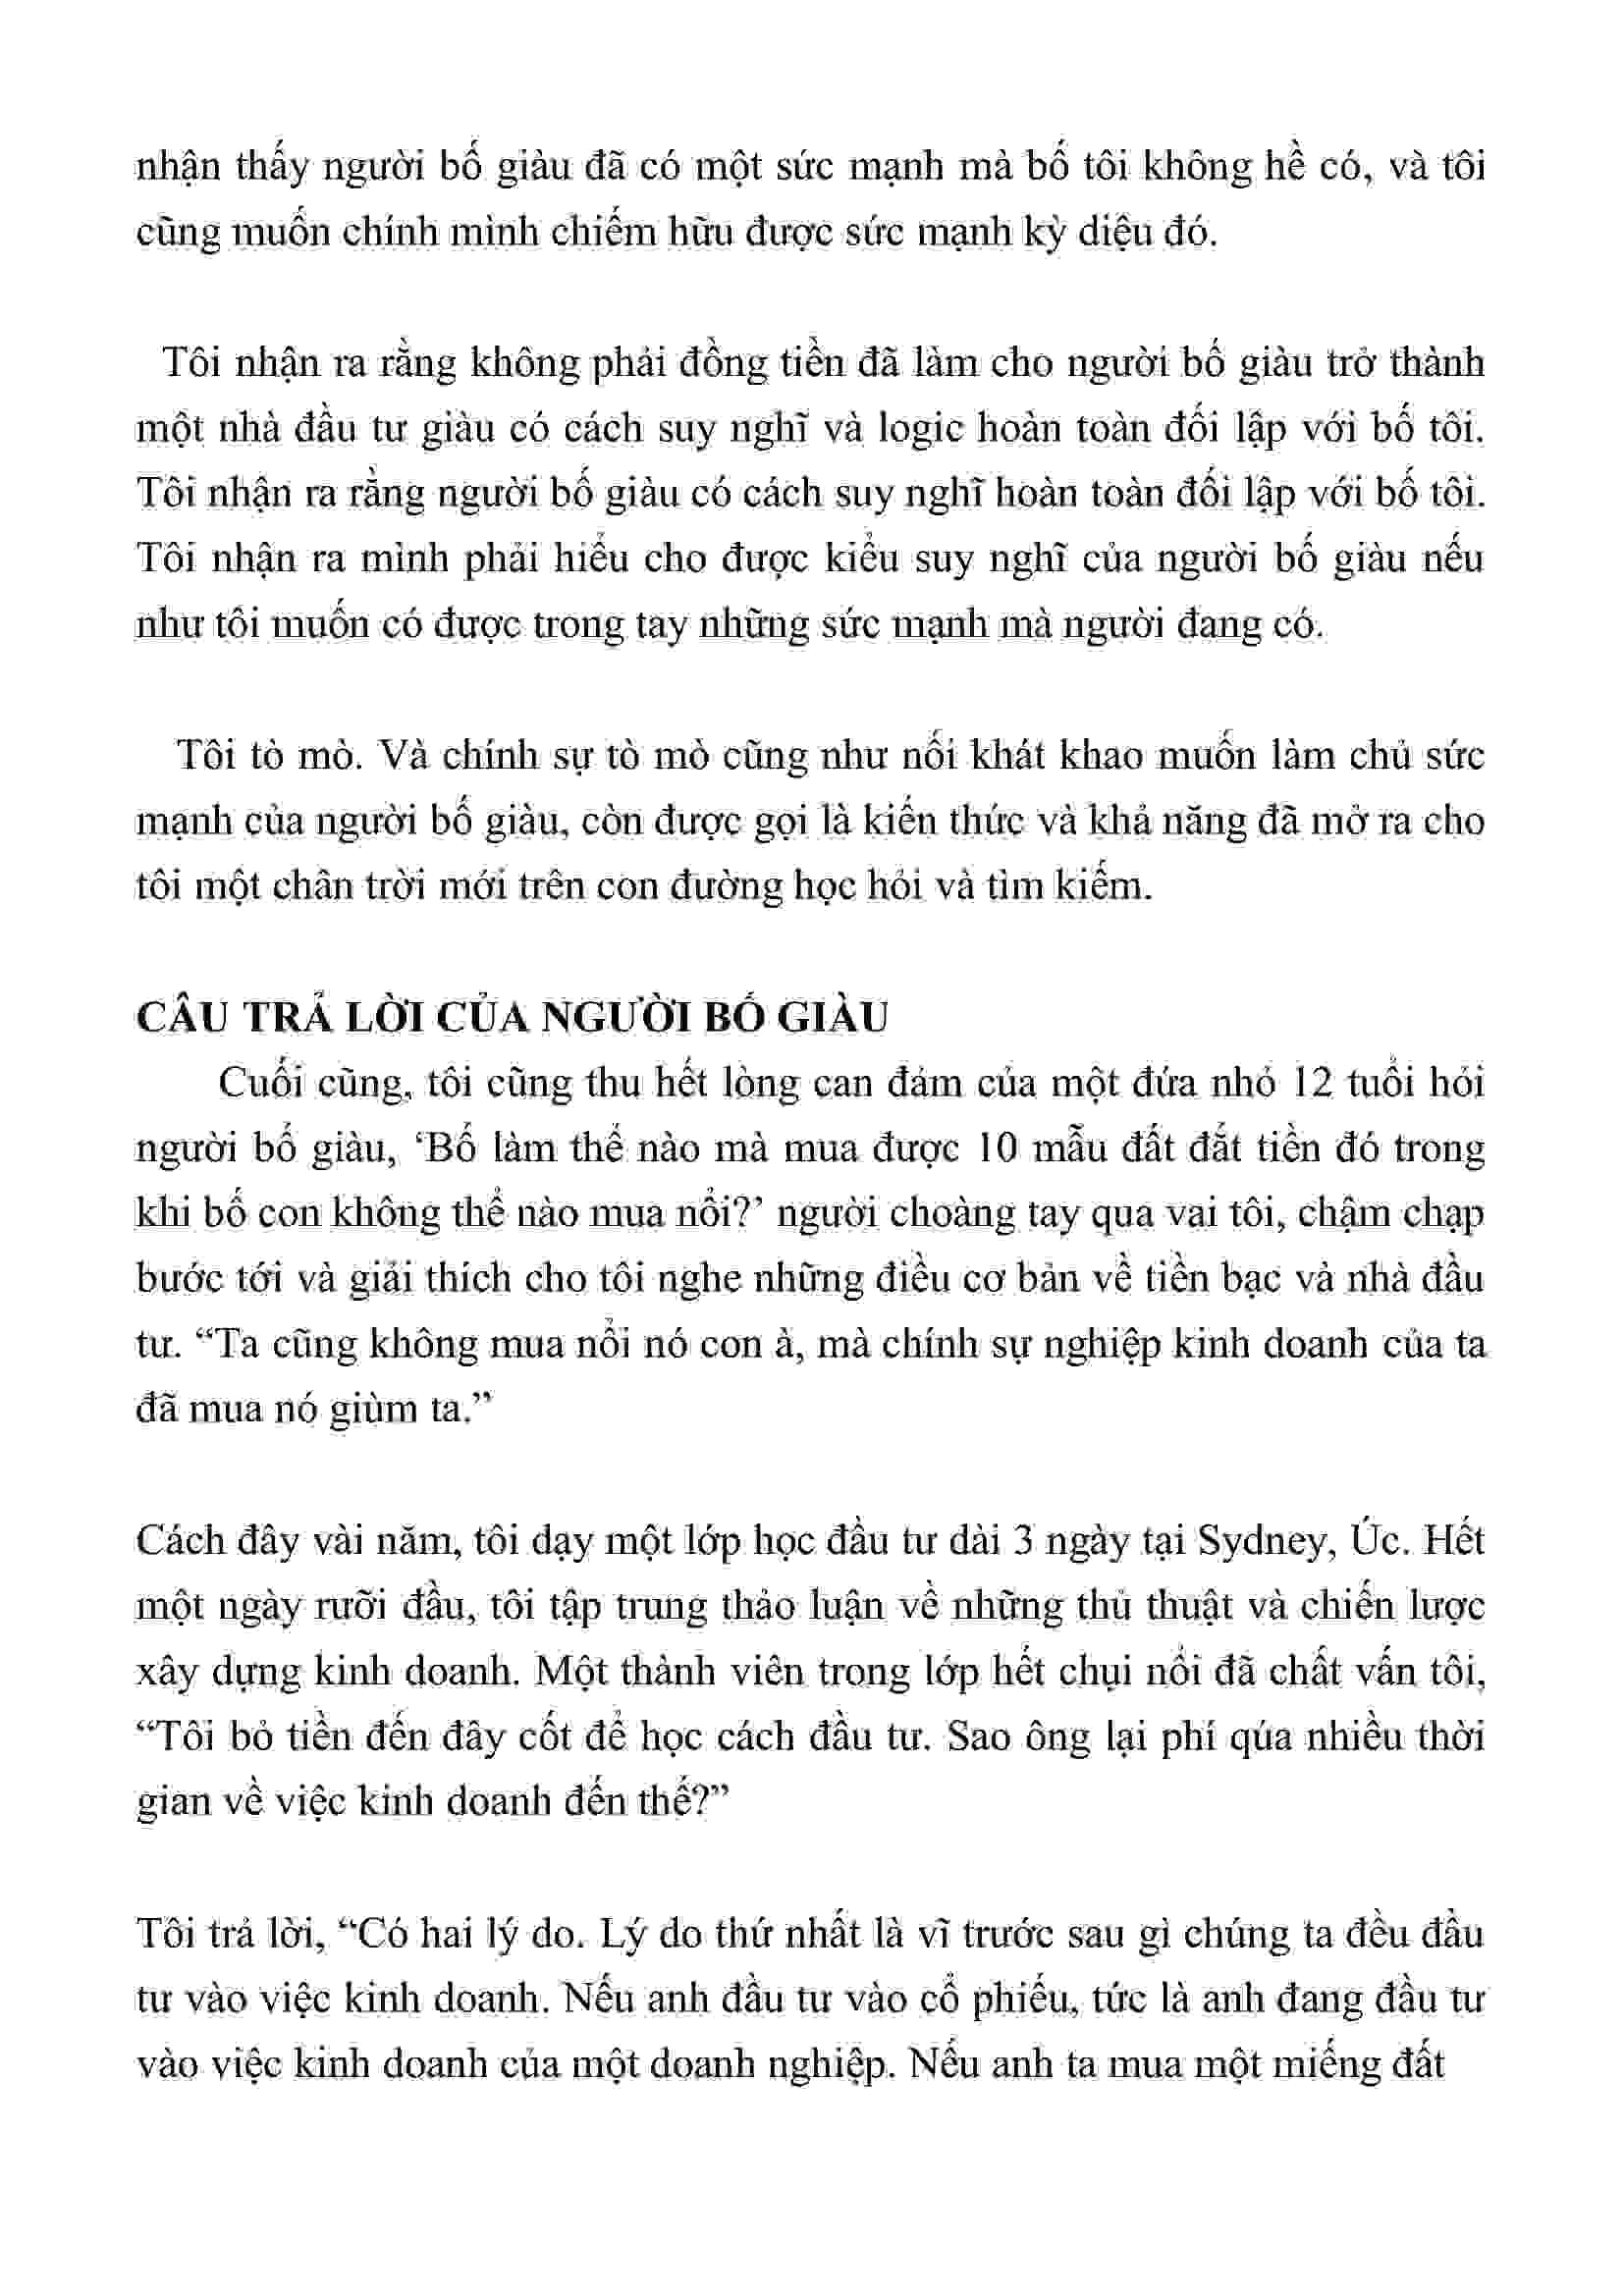 nhận thấy người bố giàu đã có một sức mạnh mà bố tôi không hề có, và tôi
cũng muốn chính mình chiếm hữu được sức mạnh kỳ diệu đó.
Tôi nhận ra rằng không phải đồng tiền đã làm cho người bố giàu trở thành
một nhà đầu tư giàu có cách suy nghĩ và logic hoàn toàn đối lập với bố tôi.
Tôi nhận ra rằng người bố giàu có cách suy nghĩ hoàn toàn đối lập với bố tôi.
Tôi nhận ra mình phải hiểu cho được kiểu suy nghĩ của người bố giàu nếu
như tôi muốn có được trong tay những sức mạnh mà người đang có.
Tôi tò mò. Và chính sự tò mò cũng như nối khát khao muốn làm chủ sức
mạnh của người bố giàu, còn được gọi là kiến thức và khả năng đã mở ra cho
tôi một chân trời mới trên con đường học hỏi và tìm kiếm.
CÂU TRẢ LỜI CỦA NGƯỜI BỐ GIÀU
Cuối cũng, tôi cũng thu hết lòng can đảm của một đứa nhỏ 12 tuổi hỏi
người bố giàu, ‘Bố làm thế nào mà mua được 10 mẫu đất đắt tiền đó trong
khi bố con không thể nào mua nổi?’ người choàng tay qua vai tôi, chậm chạp
bước tới và giải thích cho tôi nghe những điều cơ bản về tiền bạc và nhà đầu
tư. “Ta cũng không mua nổi nó con à, mà chính sự nghiệp kinh doanh của ta
đã mua nó giùm ta.”
Cách đây vài năm, tôi dạy một lớp học đầu tư dài 3 ngày tại Sydney, Úc. Hết
một ngày rưỡi đầu, tôi tập trung thảo luận về những thủ thuật và chiến lược
xây dựng kinh doanh. Một thành viên trong lớp hết chụi nổi đã chất vấn tôi,
“Tôi bỏ tiền đến đây cốt để học cách đầu tư. Sao ông lại phí qúa nhiều thời
gian về việc kinh doanh đến thế?”
Tôi trả lời, “Có hai lý do. Lý do thứ nhất là vĩ trước sau gì chúng ta đều đầu
tư vào việc kinh doanh. Nếu anh đầu tư vào cổ phiếu, tức là anh đang đầu tư
vào việc kinh doanh của một doanh nghiệp. Nếu anh ta mua một miếng đất